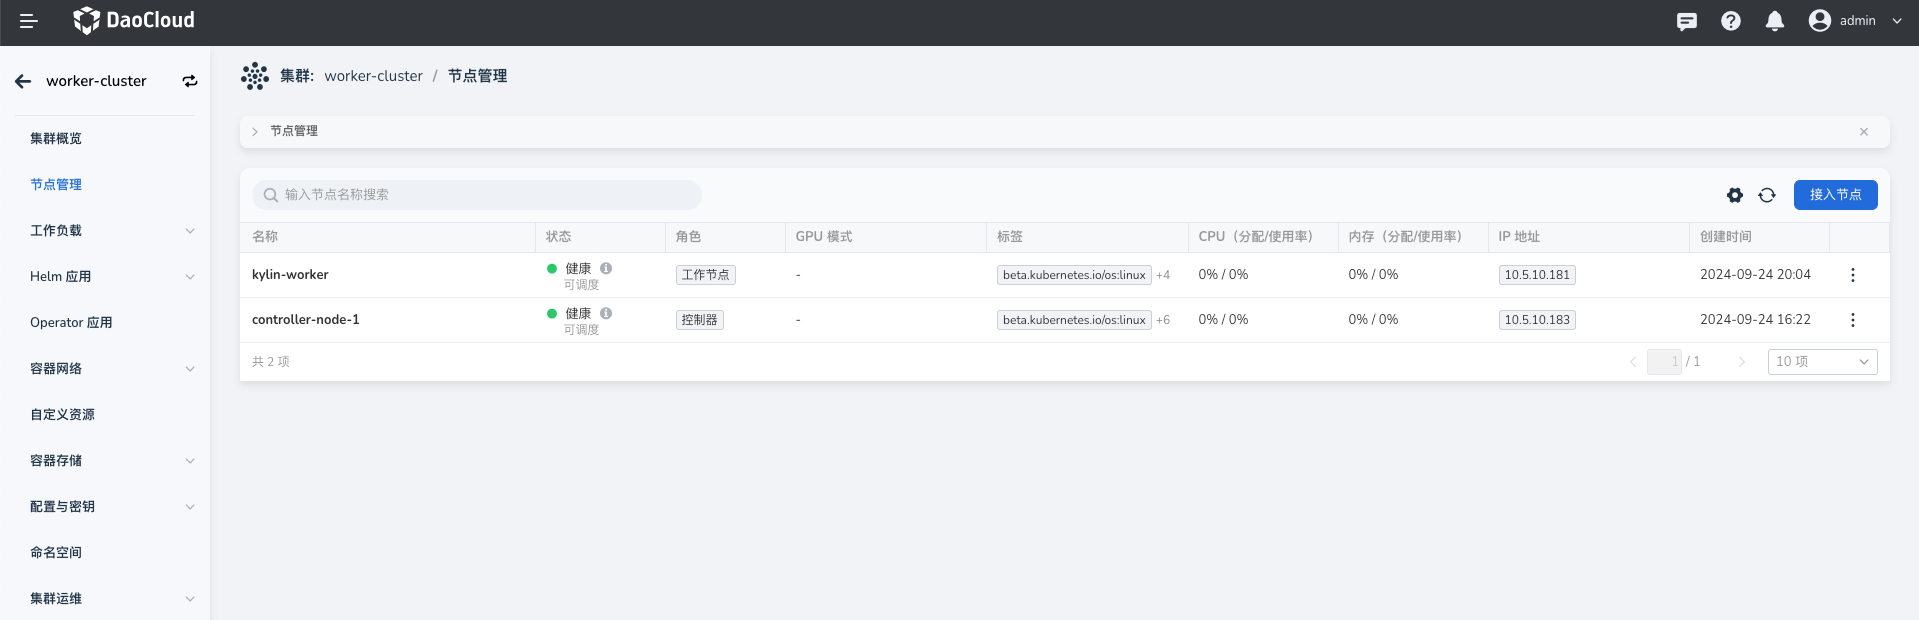 DaoCloud
admin
worker-cluster
集群概览
节点管理
工作负载
Helm 应用
Operator 应用
容器网络
自定义资源
容器存储
配置与密钥
命名空间
集群运维
集群: worker-cluster / 节点管理
节点管理
输入节点名称搜索
接入节点
名称 状态 角色 GPU 模式 标签 CPU（分配/使用率） 内存（分配/使用率） IP 地址 创建时间
kylin-worker 健康 可调度 工作节点 - beta.kubernetes.io/os:linux +4 0% / 0% 0% / 0% 10.5.10.181 2024-09-24 20:04
controller-node-1 健康 可调度 控制器 - beta.kubernetes.io/os:linux +6 0% / 0% 0% / 0% 10.5.10.183 2024-09-24 16:22
共 2 项 1 / 1 10 项